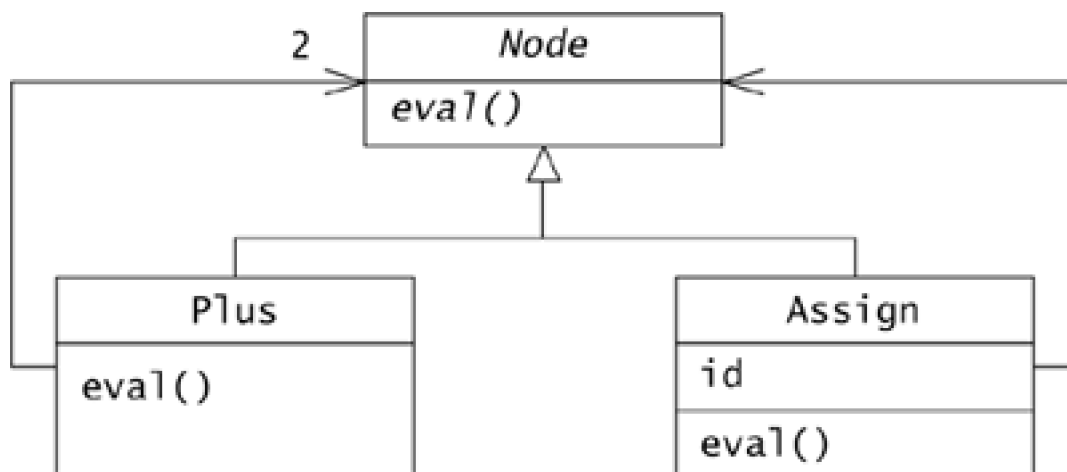 2
Node
eval()
Plus
eval()
Assign
id
eval()